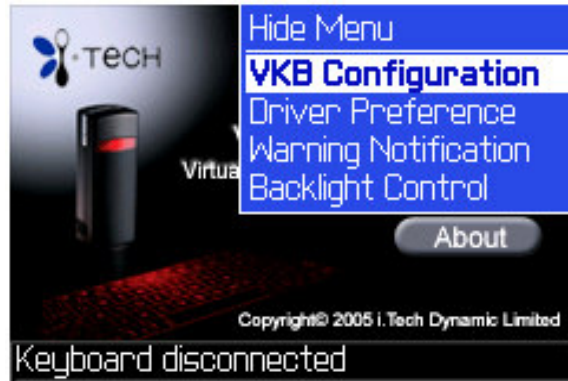 i·TECH
Hide Menu
VKB Configuration
Driver Preference
Warning Notification
Backlight Control
About
Copyright© 2005 i.Tech Dynamic Limited
Keyboard disconnected